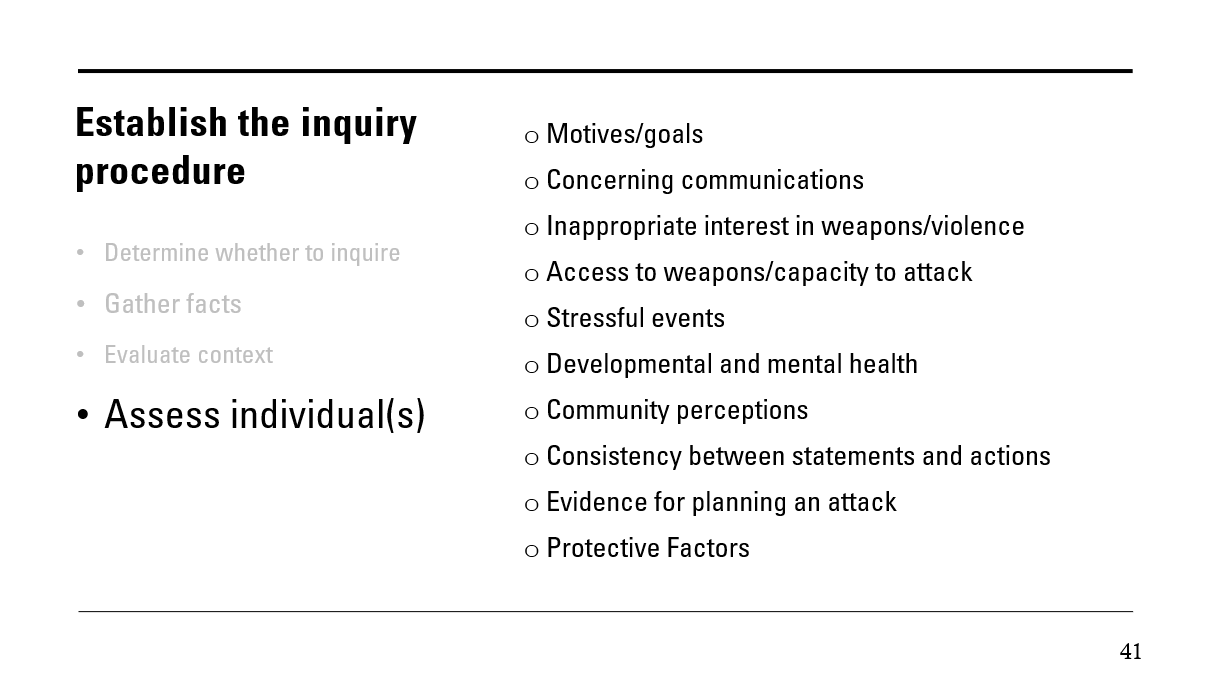 Establish the inquiry
procedure
• Determine whether to inquire
• Gather facts
• Evaluate context
• Assess individual(s)
o Motives/goals
o Concerning communications
o Inappropriate interest in weapons/violence
o Access to weapons/capacity to attack
o Stressful events
o Developmental and mental health
o Community perceptions
o Consistency between statements and actions
o Evidence for planning an attack
o Protective Factors
41